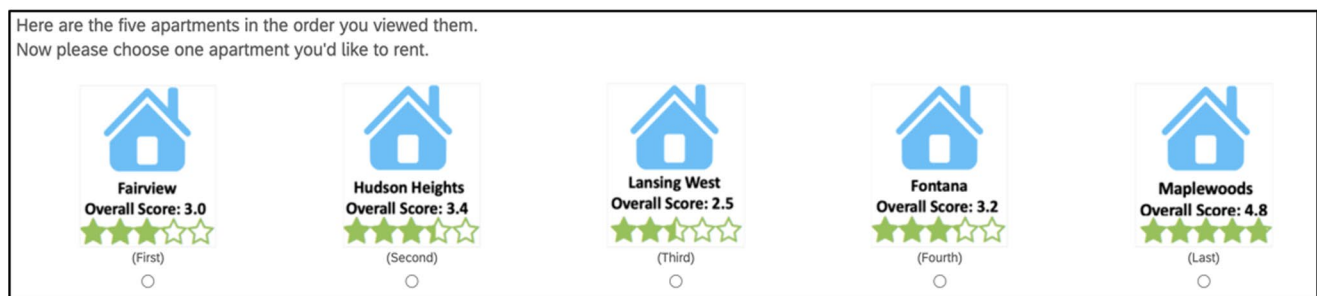 Here are the five apartments in the order you viewed them.
Now please choose one apartment you'd like to rent.
Fairview
Overall Score: 3.0
(First)
Hudson Heights
Overall Score: 3.4
(Second)
Lansing West
Overall Score: 2.5
(Third)
Fontana
Overall Score: 3.2
(Fourth)
Maplewoods
Overall Score: 4.8
(Last)